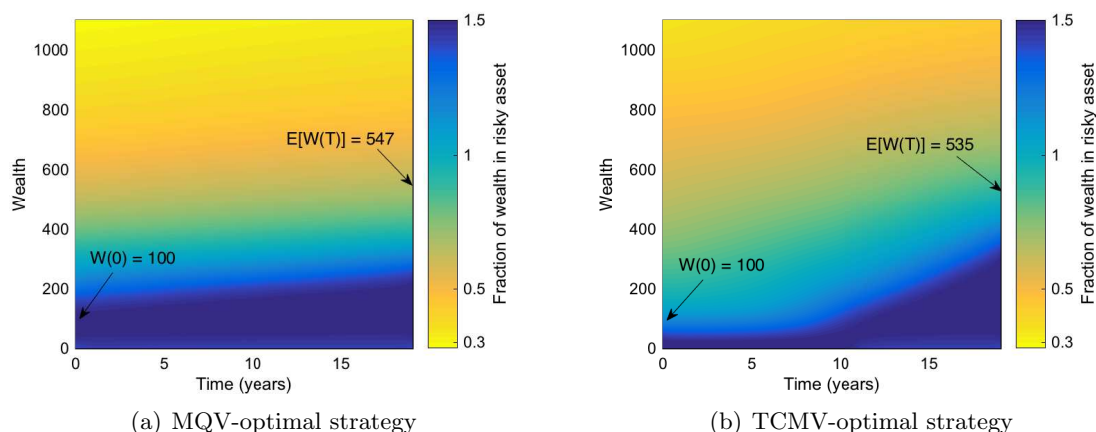 1000
800
600
400
200
0
Wealth
E[W(T)] = 547
W(0) = 100
0
5
10
15
Time (years)
1.5
1
0.5
0.3
Fraction of wealth in risky asset
(a) MQV-optimal strategy
1000
800
600
400
200
0
Wealth
E[W(T)] = 535
W(0) = 100
0
5
10
15
Time (years)
1.5
1
0.5
0.3
Fraction of wealth in risky asset
(b) TCMV-optimal strategy